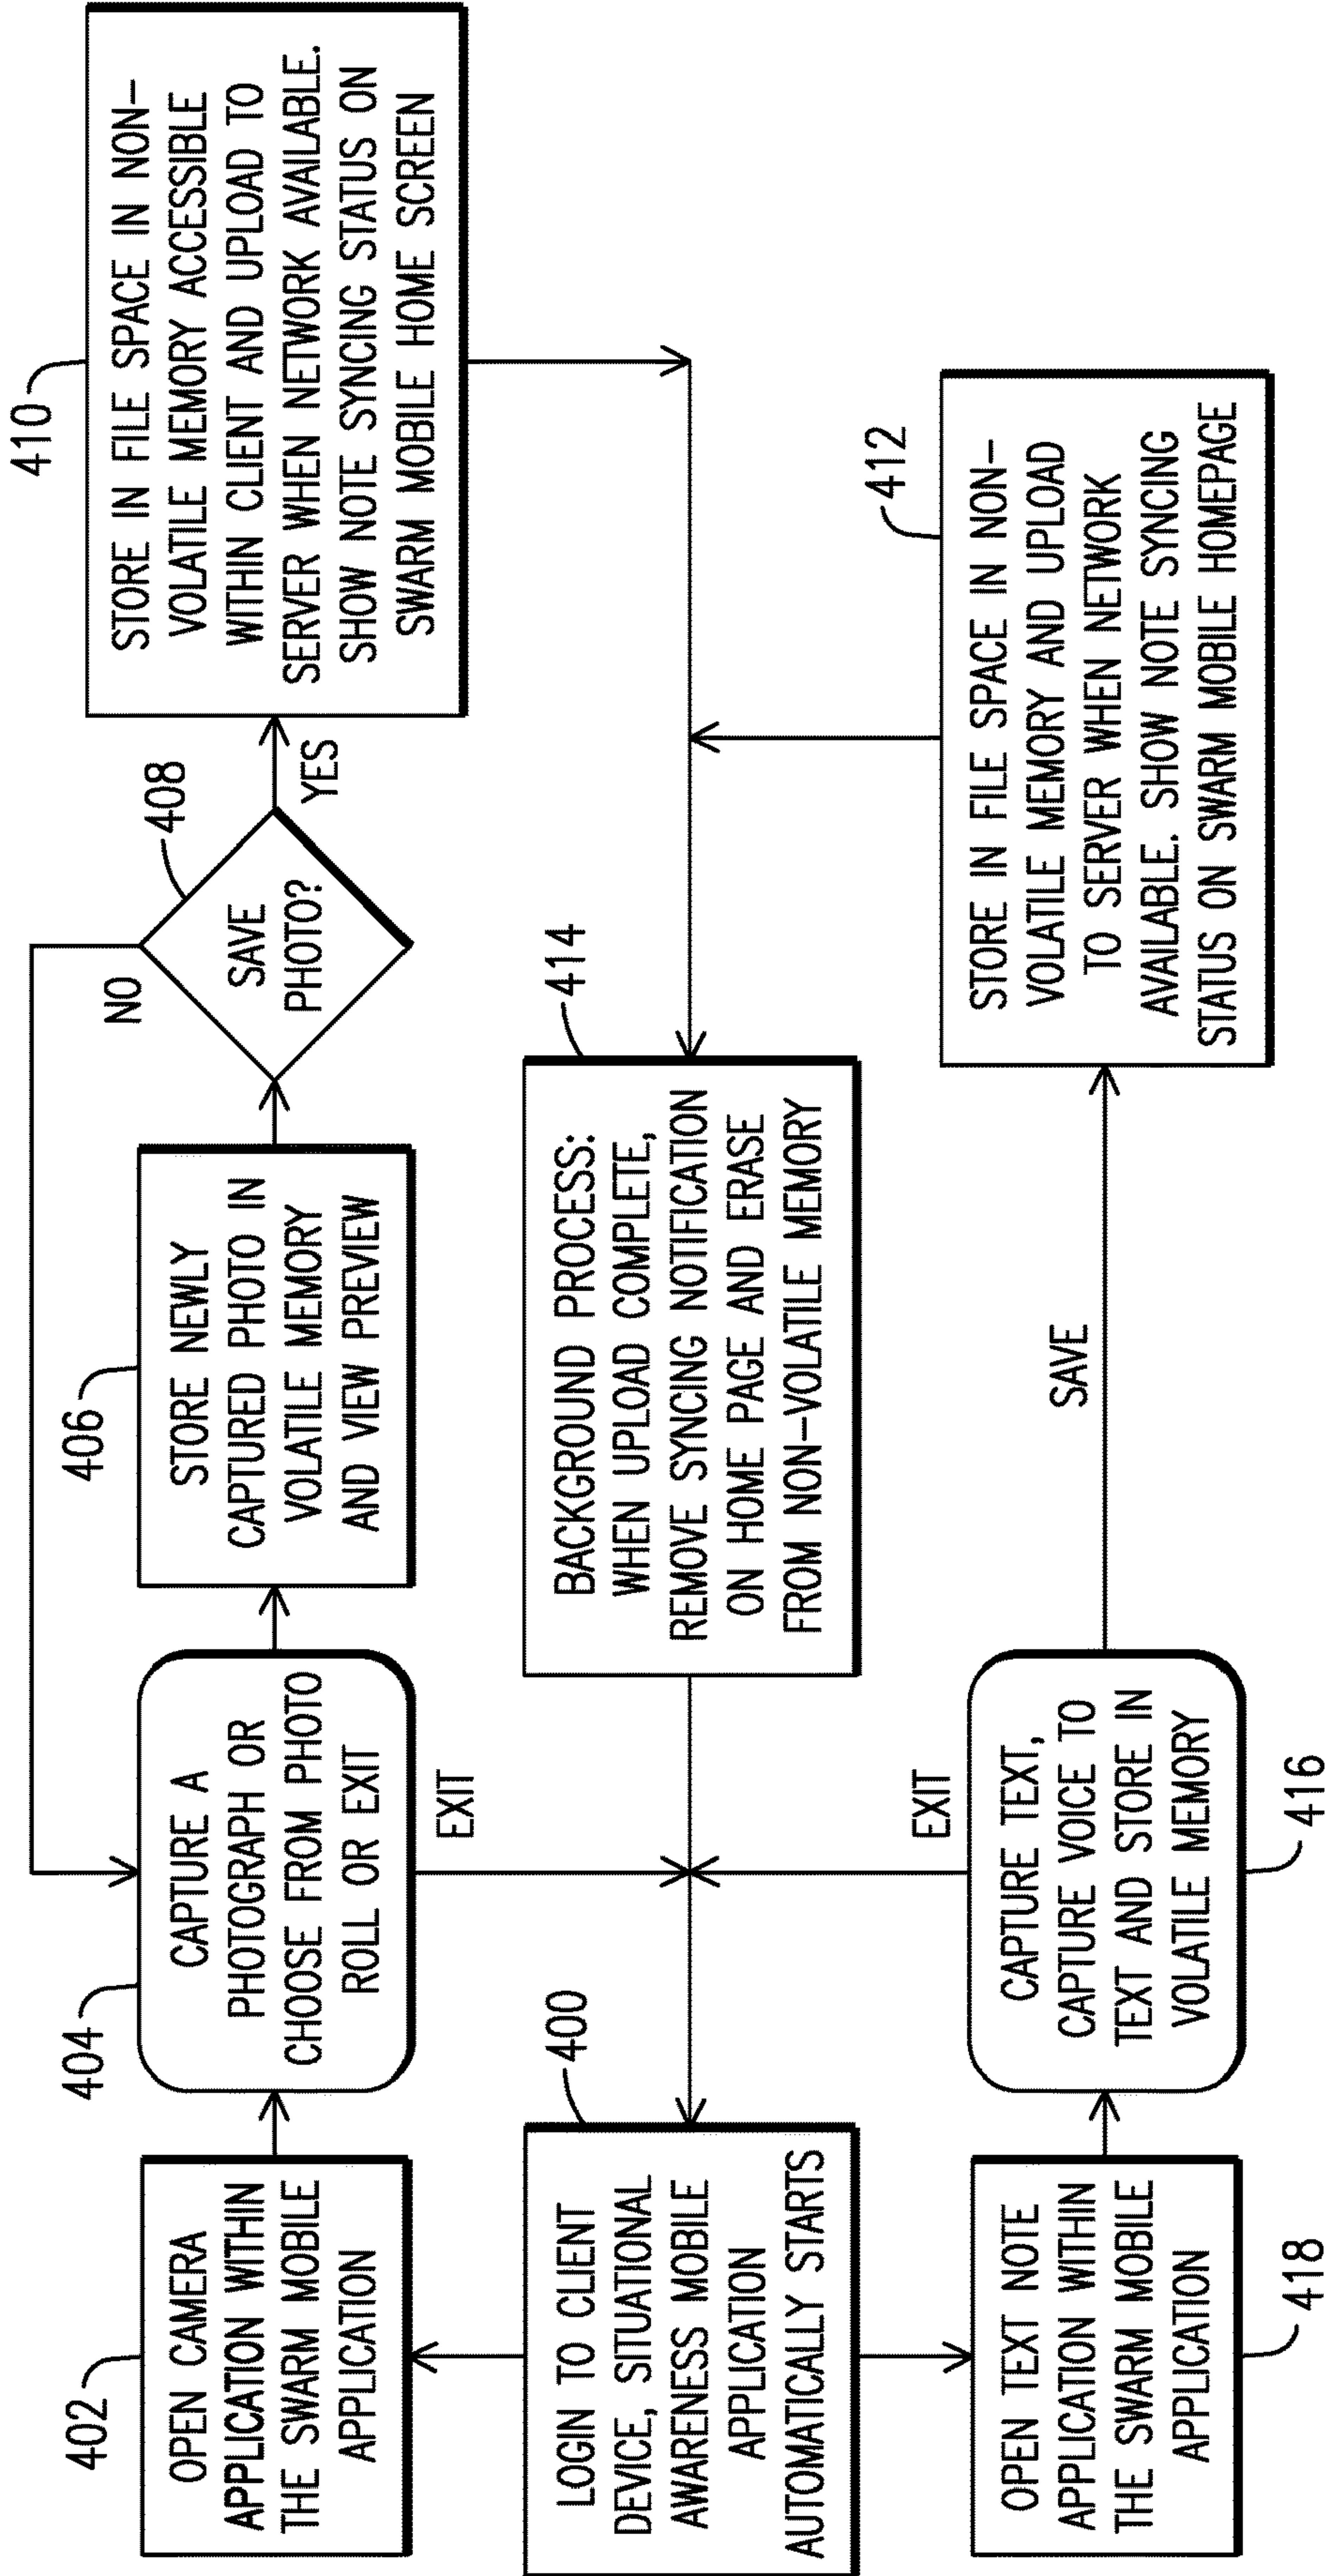 402
OPEN CAMERA
APPLICATION WITHIN
THE SWARM MOBILE
APPLICATION
404
CAPTURE A
PHOTOGRAPH OR
CHOOSE FROM PHOTO
ROLL OR EXIT
406
STORE NEWLY
CAPTURED PHOTO IN
VOLATILE MEMORY
AND VIEW PREVIEW
408
SAVE
PHOTO?
NO
YES
410
STORE IN FILE SPACE IN NON-
VOLATILE MEMORY ACCESSIBLE
WITHIN CLIENT AND UPLOAD TO
SERVER WHEN NETWORK AVAILABLE.
SHOW NOTE SYNCING STATUS ON
SWARM MOBILE HOME SCREEN
EXIT
400
LOGIN TO CLIENT
DEVICE, SITUATIONAL
AWARENESS MOBILE
APPLICATION
AUTOMATICALLY STARTS
414
BACKGROUND PROCESS:
WHEN UPLOAD COMPLETE,
REMOVE SYNCING NOTIFICATION
ON HOME PAGE AND ERASE
FROM NON-VOLATILE MEMORY
EXIT
OPEN TEXT NOTE
APPLICATION WITHIN
THE SWARM MOBILE
APPLICATION
418
CAPTURE TEXT,
CAPTURE VOICE TO
TEXT AND STORE IN
VOLATILE MEMORY
416
SAVE
412
STORE IN FILE SPACE IN NON-
VOLATILE MEMORY AND UPLOAD
TO SERVER WHEN NETWORK
AVAILABLE. SHOW NOTE SYNCING
STATUS ON SWARM MOBILE HOMEPAGE